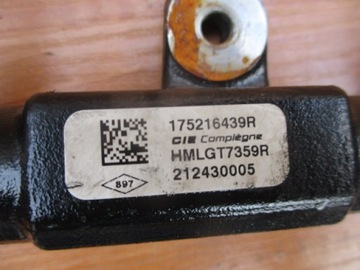 175216439R
CIE Compiègne
HMLGT7359R
897
212430005